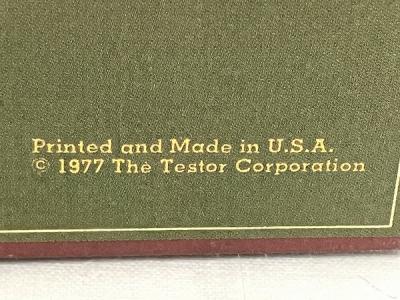 Printed and Made in U.S.A.
© 1977 The Testor Corporation